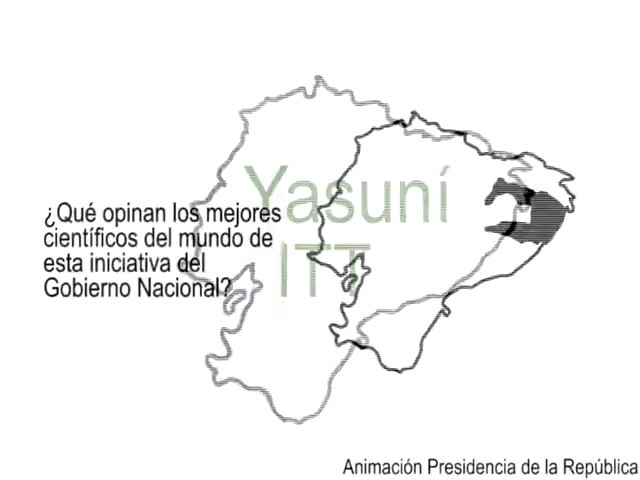 Yasuní
ITT
¿Qué opinan los mejores
científicos del mundo de
esta iniciativa del
Gobierno Nacional?
Animación Presidencia de la República